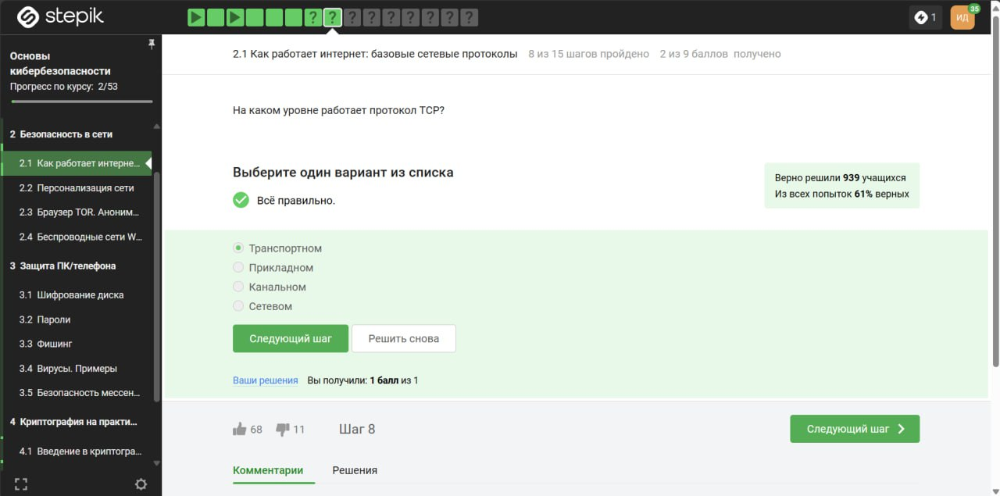 stepik
? ? ? ? ? ? ? ? ?
1
ИД
35
Основы
кибербезопасности
Прогресс по курсу: 2/53
2 Безопасность в сети
2.1 Как работает интерне...
2.2 Персонализация сети
2.3 Браузер TOR. Аноним...
2.4 Беспроводные сети W...
3 Защита ПК/телефона
3.1 Шифрование диска
3.2 Пароли
3.3 Фишинг
3.4 Вирусы. Примеры
3.5 Безопасность мессен...
4 Криптография на практи...
4.1 Введение в криптогра...
2.1 Как работает интернет: базовые сетевые протоколы 8 из 15 шагов пройдено 2 из 9 баллов получено
На каком уровне работает протокол TCP?
Выберите один вариант из списка
Всё правильно.
Верно решили 939 учащихся
Из всех попыток 61% верных
Транспортном
Прикладном
Канальном
Сетевом
Следующий шаг
Решить снова
Ваши решения Вы получили: 1 балл из 1
68 11 Шаг 8
Следующий шаг
Комментарии Решения